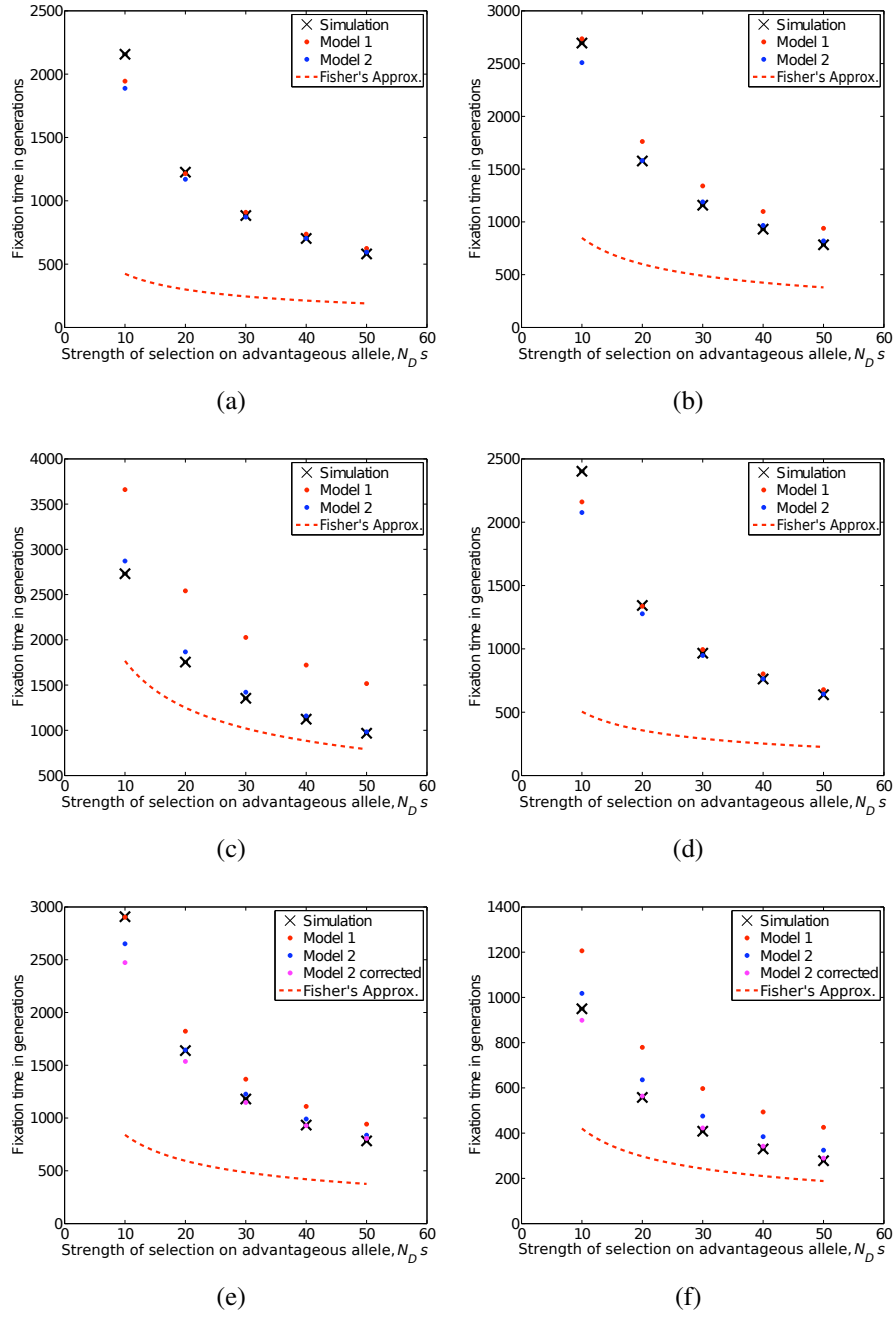 2500
2000
1500
1000
500
0
0 10 20 30 40 50 60
Fixation time in generations
Strength of selection on advantageous allele, N_D s
Simulation
Model 1
Model 2
Fisher's Approx.
(a)
3000
2500
2000
1500
1000
500
0
0 10 20 30 40 50 60
Fixation time in generations
Strength of selection on advantageous allele, N_D s
Simulation
Model 1
Model 2
Fisher's Approx.
(b)
4000
3500
3000
2500
2000
1500
1000
500
0 10 20 30 40 50 60
Fixation time in generations
Strength of selection on advantageous allele, N_D s
Simulation
Model 1
Model 2
Fisher's Approx.
(c)
2500
2000
1500
1000
500
0
0 10 20 30 40 50 60
Fixation time in generations
Strength of selection on advantageous allele, N_D s
Simulation
Model 1
Model 2
Fisher's Approx.
(d)
3000
2500
2000
1500
1000
500
0
0 10 20 30 40 50 60
Fixation time in generations
Strength of selection on advantageous allele, N_D s
Simulation
Model 1
Model 2
Model 2 corrected
Fisher's Approx.
(e)
1400
1200
1000
800
600
400
200
0
0 10 20 30 40 50 60
Fixation time in generations
Strength of selection on advantageous allele, N_D s
Simulation
Model 1
Model 2
Model 2 corrected
Fisher's Approx.
(f)